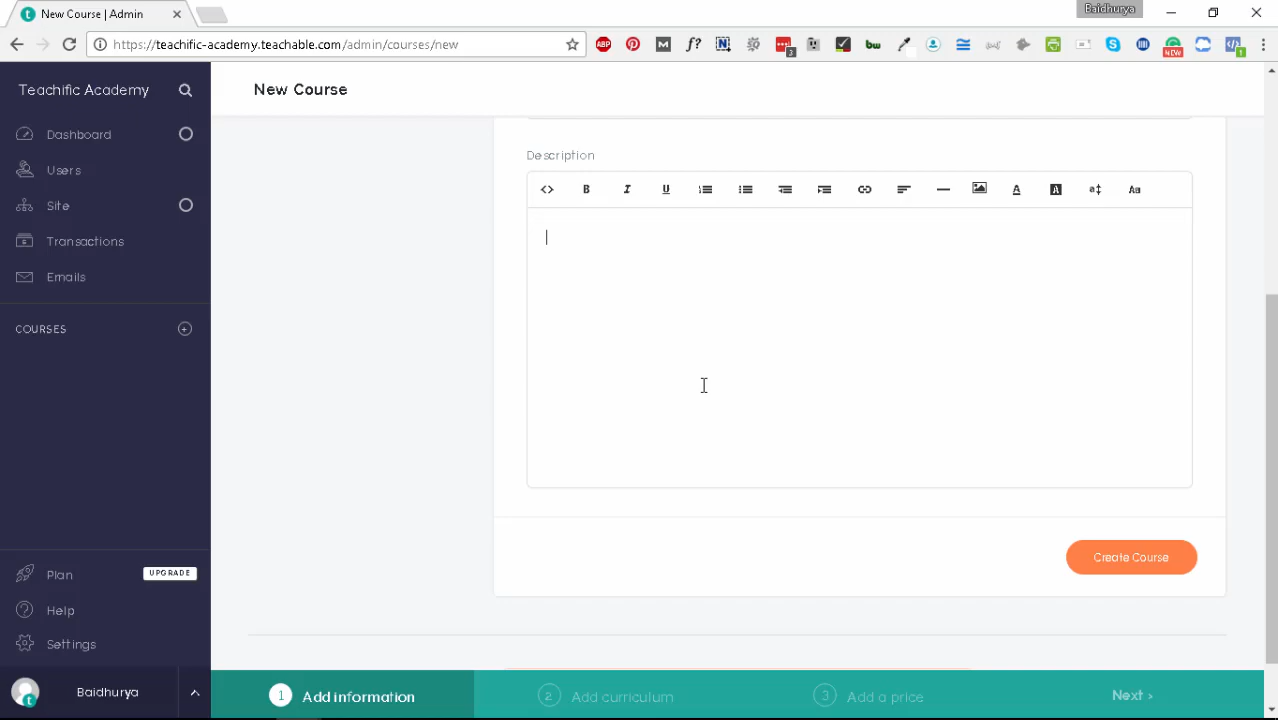 New Course | Admin
Baidhurya
https://teachific-academy.teachable.com/admin/courses/new
Teachific Academy
New Course
Dashboard
Users
Site
Transactions
Emails
COURSES
Description
Create Course
Plan
UPGRADE
Help
Settings
Baidhurya
1 Add information
2 Add curriculum
3 Add a price
Next ›